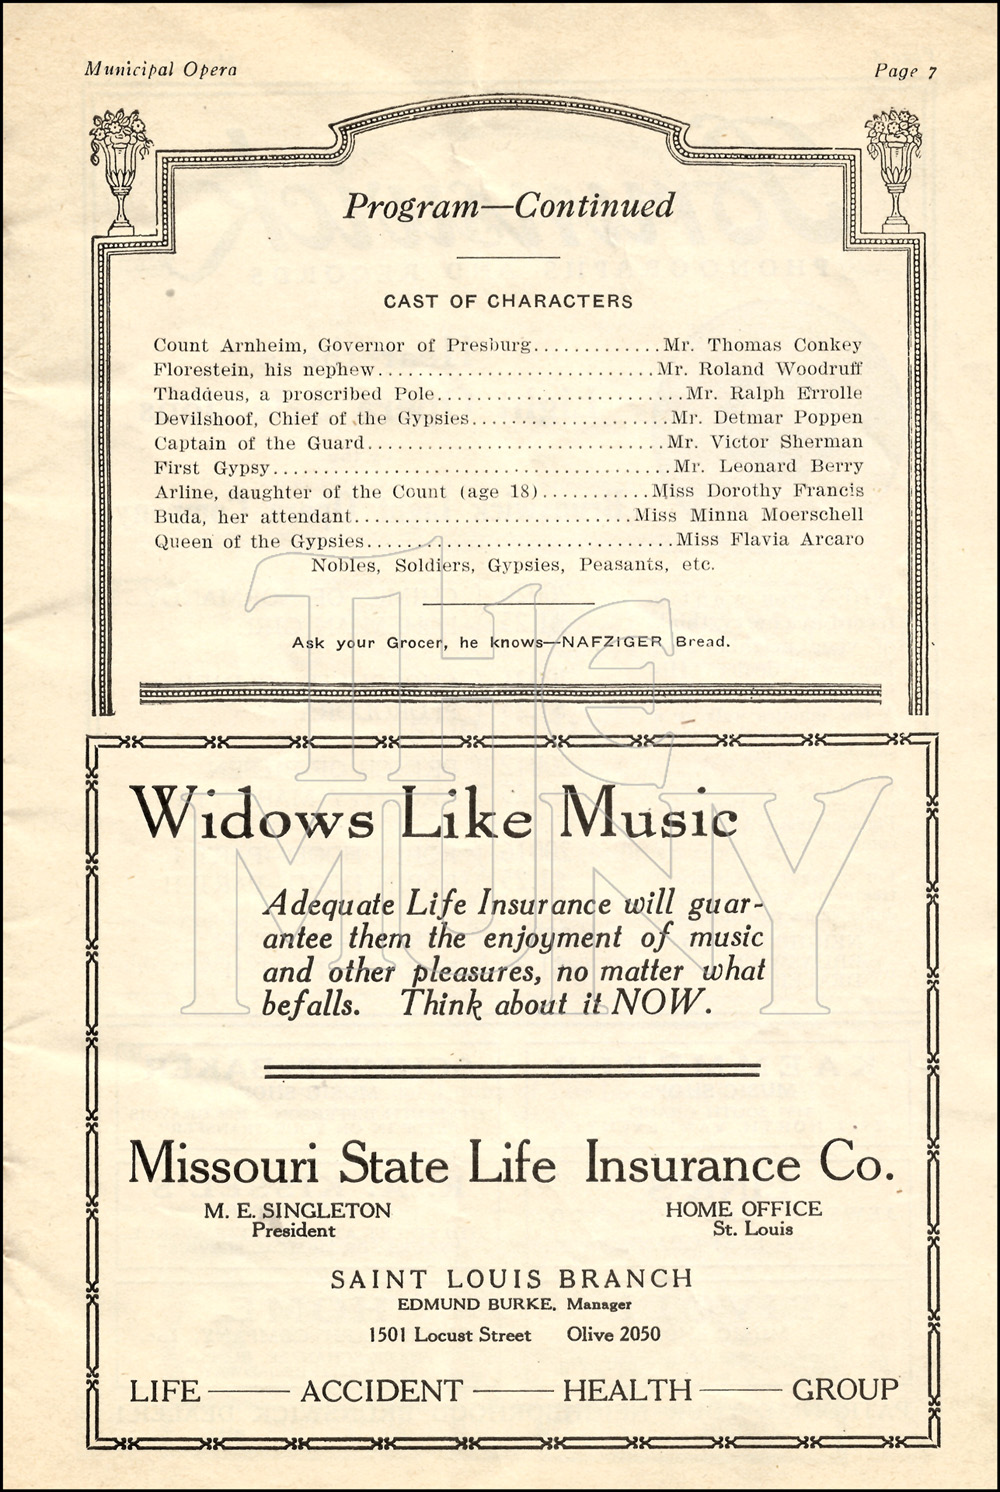 Municipal Opera Page 7
Program—Continued
CAST OF CHARACTERS
Count Arnheim, Governor of Presburg.............Mr. Thomas Conkey
Florestein, his nephew............................Mr. Roland Woodruff
Thaddeus, a proscribed Pole.........................Mr. Ralph Errolle
Devilshoof, Chief of the Gypsies....................Mr. Detmar Poppen
Captain of the Guard..............................Mr. Victor Sherman
First Gypsy........................................Mr. Leonard Berry
Arline, daughter of the Count (age 18)...........Miss Dorothy Francis
Buda, her attendant............................Miss Minna Moerschell
Queen of the Gypsies...............................Miss Flavia Arcaro
Nobles, Soldiers, Gypsies, Peasants, etc.
Ask your Grocer, he knows—NAFZIGER Bread.
THE
MUNY
Widows Like Music
Adequate Life Insurance will guar-
antee them the enjoyment of music
and other pleasures, no matter what
befalls. Think about it NOW.
Missouri State Life Insurance Co.
M. E. SINGLETON HOME OFFICE
President St. Louis
SAINT LOUIS BRANCH
EDMUND BURKE, Manager
1501 Locust Street Olive 2050
LIFE —— ACCIDENT —— HEALTH —— GROUP